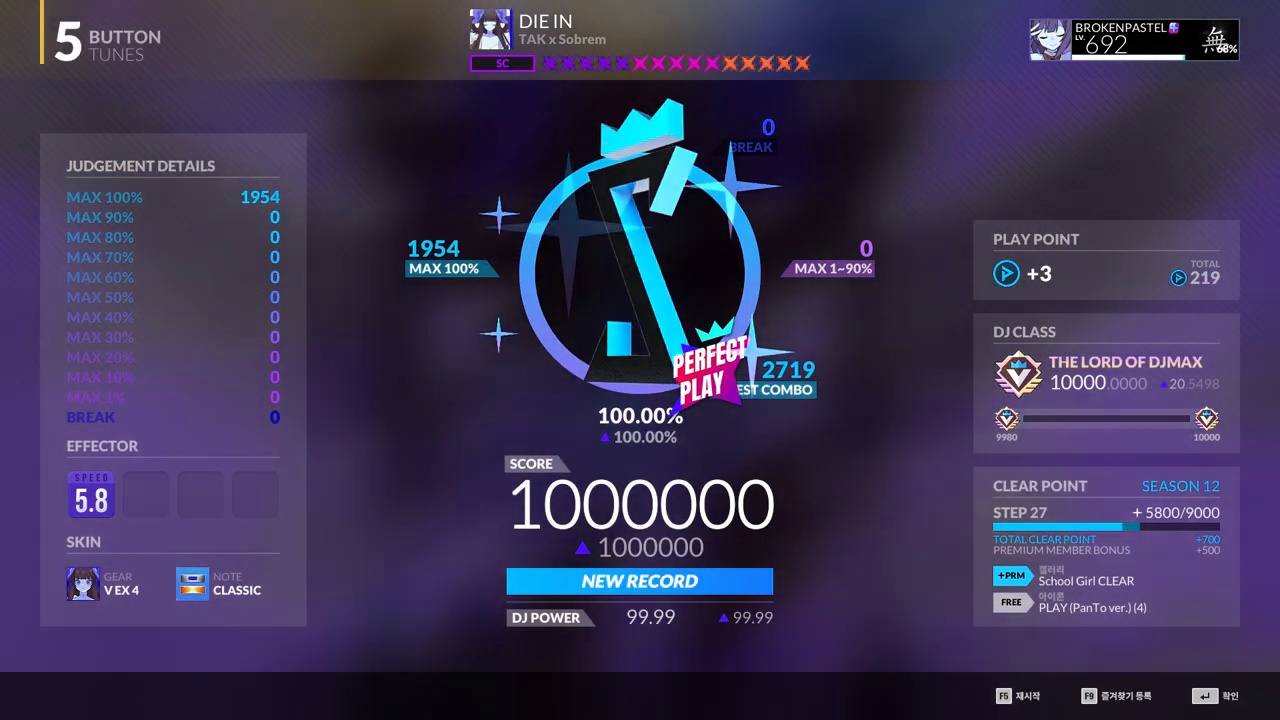 5 BUTTON
TUNES
DIE IN
TAK x Sobrem
SC
BROKENPASTEL
LV. 692
無
68%
JUDGEMENT DETAILS
MAX 100% 1954
MAX 90% 0
MAX 80% 0
MAX 70% 0
MAX 60% 0
MAX 50% 0
MAX 40% 0
MAX 30% 0
MAX 20% 0
MAX 10% 0
MAX 1% 0
BREAK 0
EFFECTOR
SPEED
5.8
SKIN
GEAR
V EX 4
NOTE
CLASSIC
0
BREAK
1954
MAX 100%
0
MAX 1~90%
PERFECT
PLAY
2719
EST COMBO
100.00%
▲ 100.00%
SCORE
1000000
▲ 1000000
NEW RECORD
DJ POWER 99.99 ▲ 99.99
PLAY POINT
+3
TOTAL
219
DJ CLASS
THE LORD OF DJMAX
10000.0000 ▲ 20.5498
9980 10000
CLEAR POINT SEASON 12
STEP 27 + 5800/9000
TOTAL CLEAR POINT +700
PREMIUM MEMBER BONUS +500
+PRM 갤러리
School Girl CLEAR
FREE 아이콘
PLAY (PanTo ver.) (4)
F5 재시작 F9 즐겨찾기 등록 확인